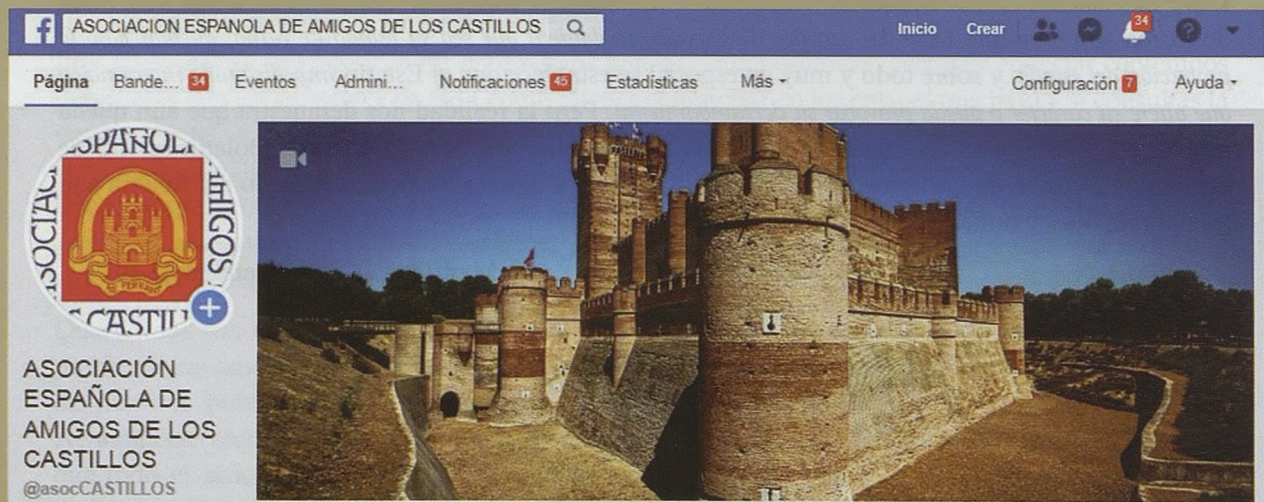 ASOCIACION ESPANOLA DE AMIGOS DE LOS CASTILLOS
Inicio Crear 34
Página Bande... 34 Eventos Admini... Notificaciones 45 Estadísticas Más Configuración 7 Ayuda
ASOCIACIÓN
ESPAÑOLA DE
AMIGOS DE LOS
CASTILLOS
@asocCASTILLOS